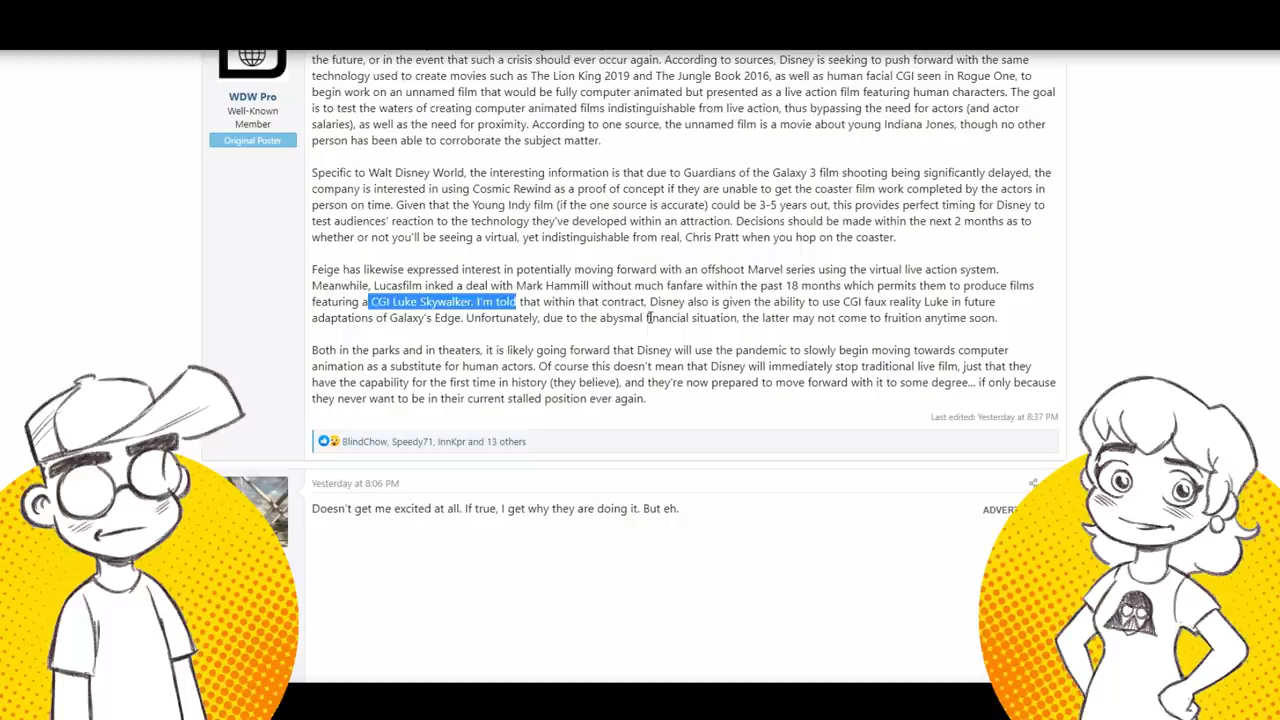 the future, or in the event that such a crisis should ever occur again. According to sources, Disney is seeking to push forward with the same
technology used to create movies such as The Lion King 2019 and The Jungle Book 2016, as well as human facial CGI seen in Rogue One, to
begin work on an unnamed film that would be fully computer animated but presented as a live action film featuring human characters. The goal
is to test the waters of creating computer animated films indistinguishable from live action, thus bypassing the need for actors (and actor
salaries), as well as the need for proximity. According to one source, the unnamed film is a movie about young Indiana Jones, though no other
person has been able to corroborate the subject matter.
WDW Pro
Well-Known
Member
Original Poster
Specific to Walt Disney World, the interesting information is that due to Guardians of the Galaxy 3 film shooting being significantly delayed, the
company is interested in using Cosmic Rewind as a proof of concept if they are unable to get the coaster film work completed by the actors in
person on time. Given that the Young Indy film (if the one source is accurate) could be 3-5 years out, this provides perfect timing for Disney to
test audiences' reaction to the technology they've developed within an attraction. Decisions should be made within the next 2 months as to
whether or not you'll be seeing a virtual, yet indistinguishable from real, Chris Pratt when you hop on the coaster.
Feige has likewise expressed interest in potentially moving forward with an offshoot Marvel series using the virtual live action system.
Meanwhile, Lucasfilm inked a deal with Mark Hammill without much fanfare within the past 18 months which permits them to produce films
featuring a CGI Luke Skywalker. I'm told that within that contract, Disney also is given the ability to use CGI faux reality Luke in future
adaptations of Galaxy's Edge. Unfortunately, due to the abysmal financial situation, the latter may not come to fruition anytime soon.
Both in the parks and in theaters, it is likely going forward that Disney will use the pandemic to slowly begin moving towards computer
animation as a substitute for human actors. Of course this doesn't mean that Disney will immediately stop traditional live film, just that they
have the capability for the first time in history (they believe), and they're now prepared to move forward with it to some degree... if only because
they never want to be in their current stalled position ever again.
Last edited: Yesterday at 8:37 PM
BlindChow, Speedy71, InnKpr and 13 others
Yesterday at 8:06 PM
Doesn't get me excited at all. If true, I get why they are doing it. But eh.